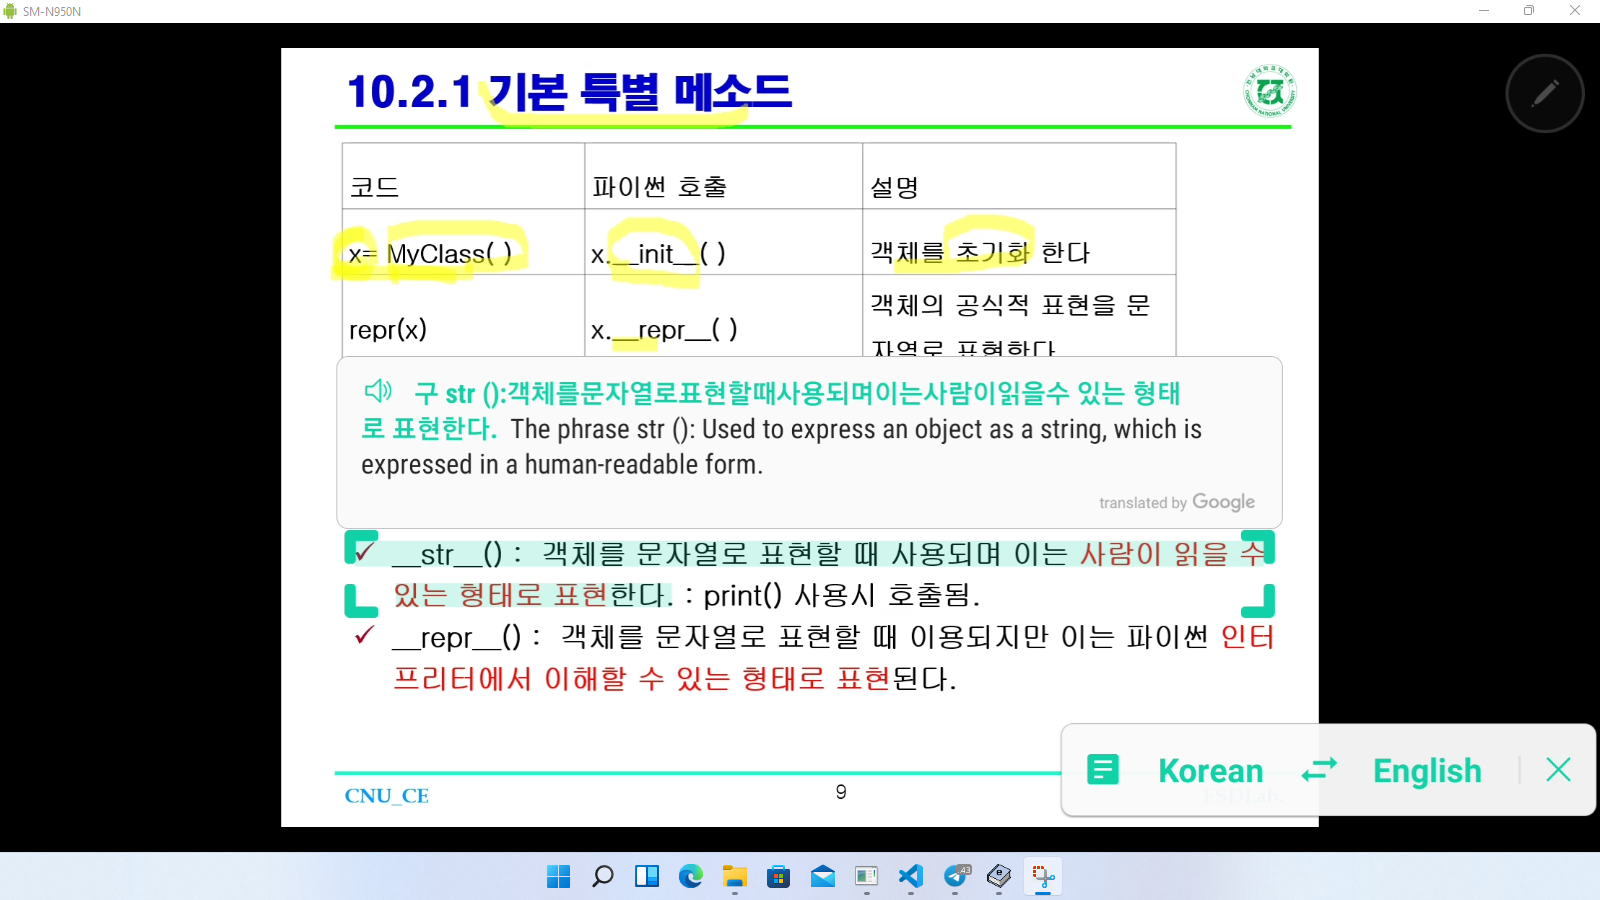 SM-N950N
10.2.1 기본 특별 메소드
코드 파이썬 호출 설명
x= MyClass( ) x.__init__( ) 객체를 초기화 한다
객체의 공식적 표현을 문
repr(x) x.__repr__( )
자열로 표현한다
구 str ():객체를문자열로표현할때사용되며이는사람이읽을수 있는 형태
로 표현한다. The phrase str (): Used to express an object as a string, which is
expressed in a human-readable form.
translated by Google
✓ __str__() : 객체를 문자열로 표현할 때 사용되며 이는 사람이 읽을 수
있는 형태로 표현한다. : print() 사용시 호출됨.
✓ __repr__() : 객체를 문자열로 표현할 때 이용되지만 이는 파이썬 인터
프리터에서 이해할 수 있는 형태로 표현된다.
Korean English
CNU_CE 9 ESDLab.
43